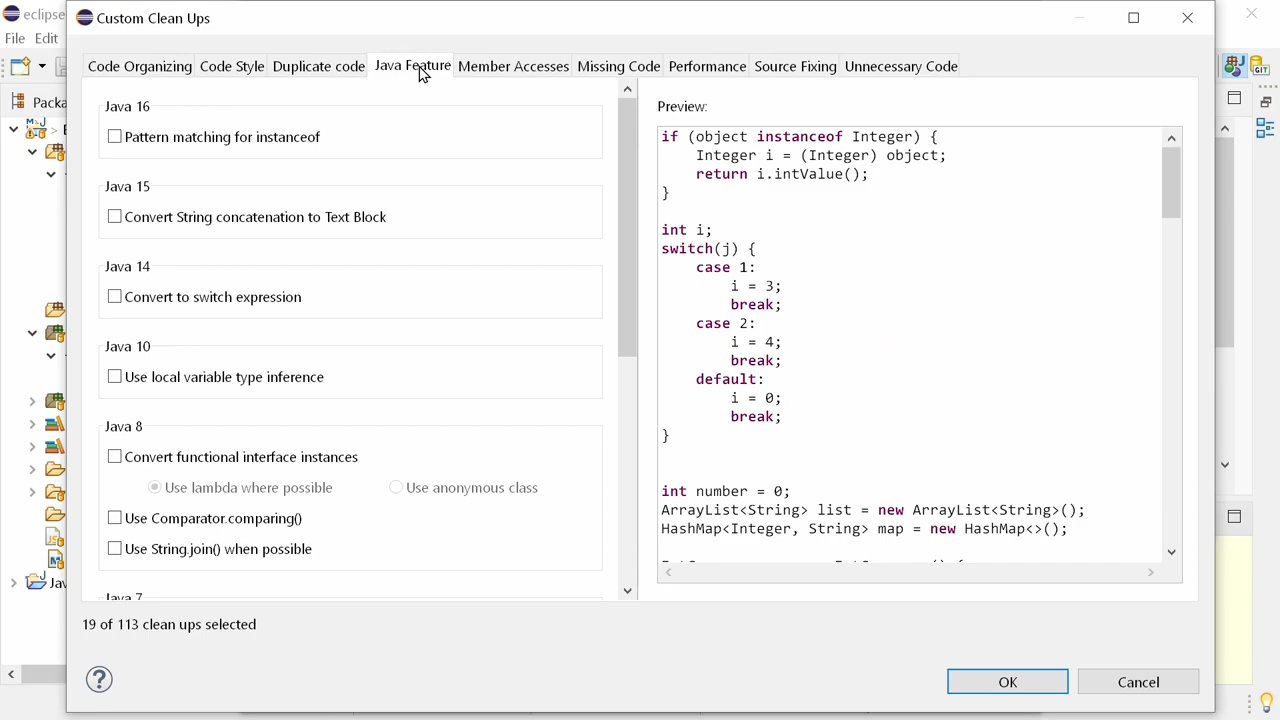 eclipse
Custom Clean Ups
File Edit
Code Organizing Code Style Duplicate code Java Feature Member Accesses Missing Code Performance Source Fixing Unnecessary Code
Packa
Java 16
Pattern matching for instanceof
Java 15
Convert String concatenation to Text Block
Java 14
Convert to switch expression
Java 10
Use local variable type inference
Java 8
Convert functional interface instances
Use lambda where possible Use anonymous class
Use Comparator.comparing()
Use String.join() when possible
Java 7
Preview:
if (object instanceof Integer) {
Integer i = (Integer) object;
return i.intValue();
}
int i;
switch(j) {
case 1:
i = 3;
break;
case 2:
i = 4;
break;
default:
i = 0;
break;
}
int number = 0;
ArrayList<String> list = new ArrayList<String>();
HashMap<Integer, String> map = new HashMap<>();
Jav
19 of 113 clean ups selected
?
OK Cancel
GIT